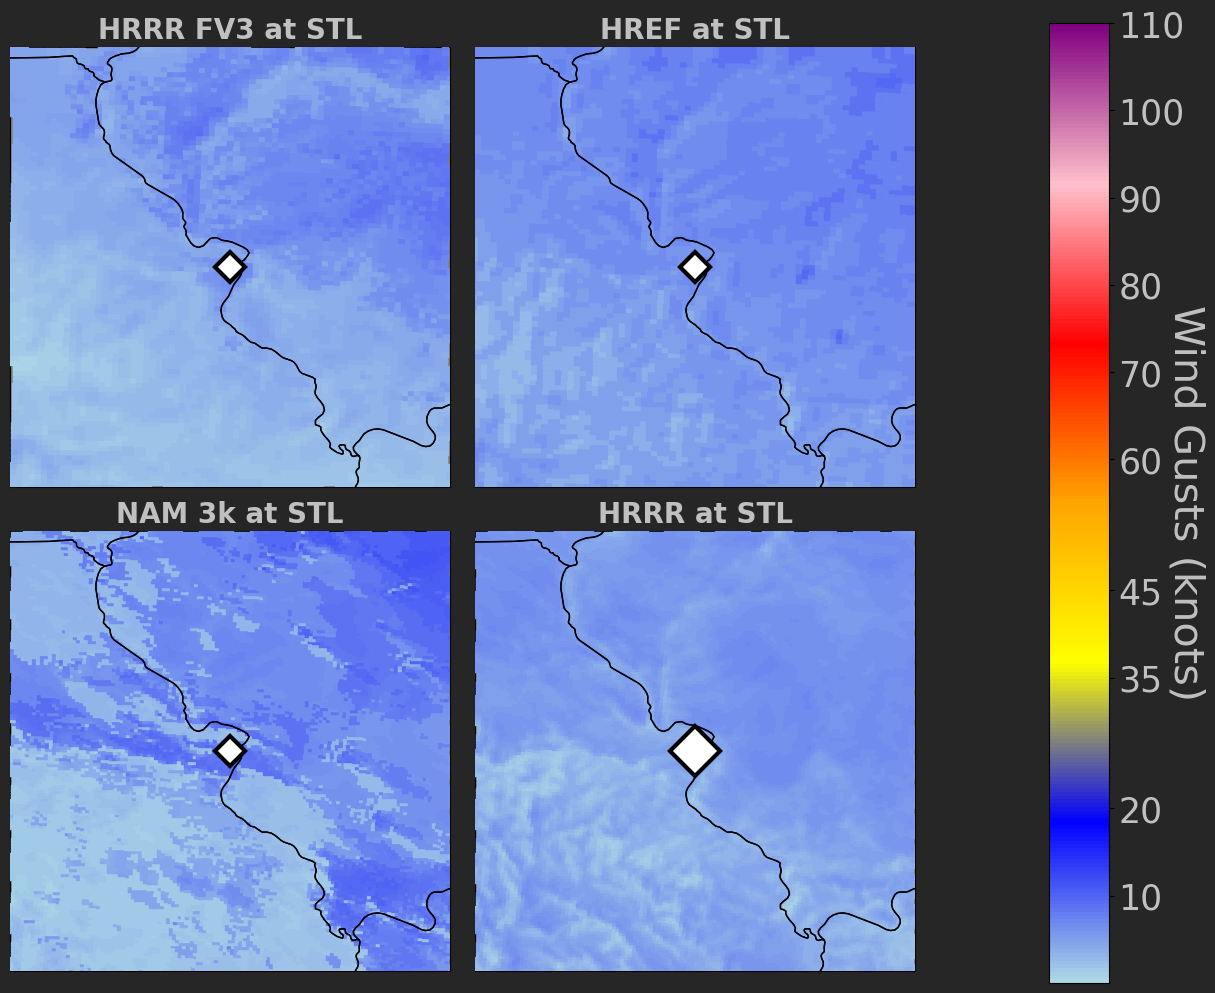 HRRR FV3 at STL
HREF at STL
NAM 3k at STL
HRRR at STL
110
100
90
80
70
60
45
35
20
10
Wind Gusts (knots)